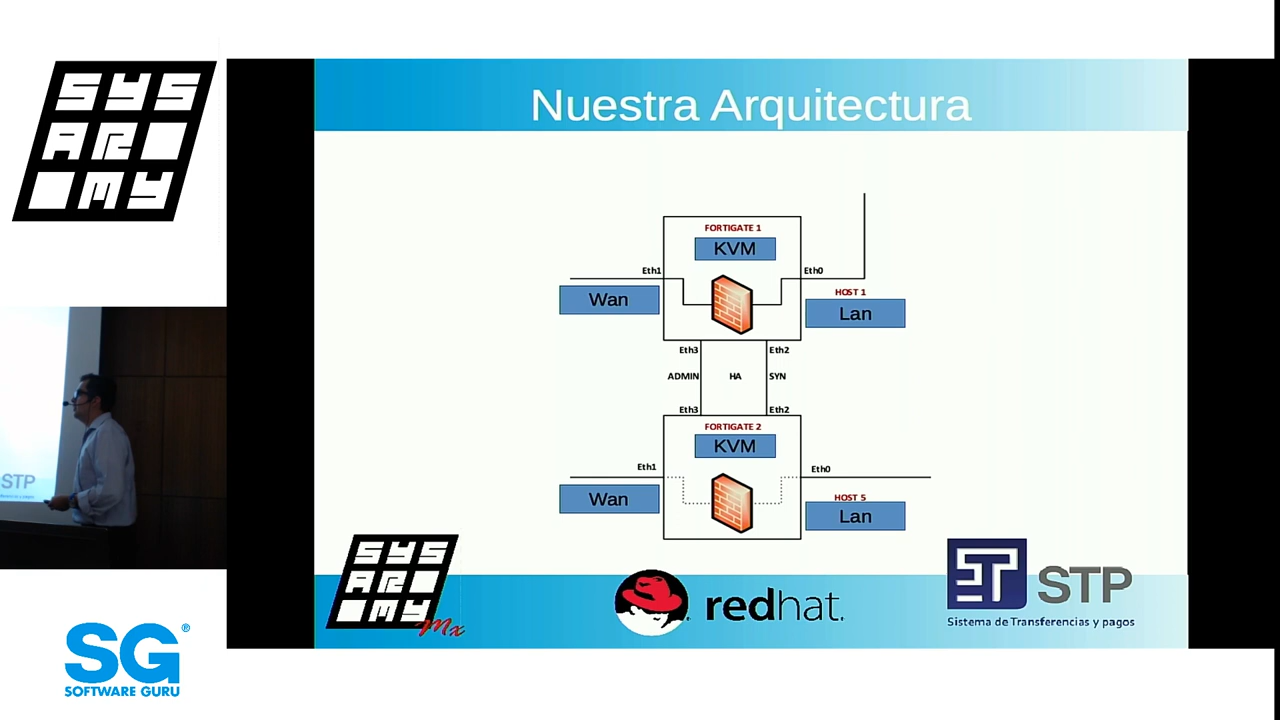 SYS
AR
MY
Nuestra Arquitectura
FORTIGATE 1
KVM
Eth1
Eth0
Wan
HOST 1
Lan
Eth3
Eth2
ADMIN
HA
SYN
Eth3
Eth2
FORTIGATE 2
KVM
Eth1
Eth0
Wan
HOST 5
Lan
STP
SYS
AR
MY
Mx
redhat.
ST
STP
Sistema de Transferencias y pagos
SG®
SOFTWARE GURU